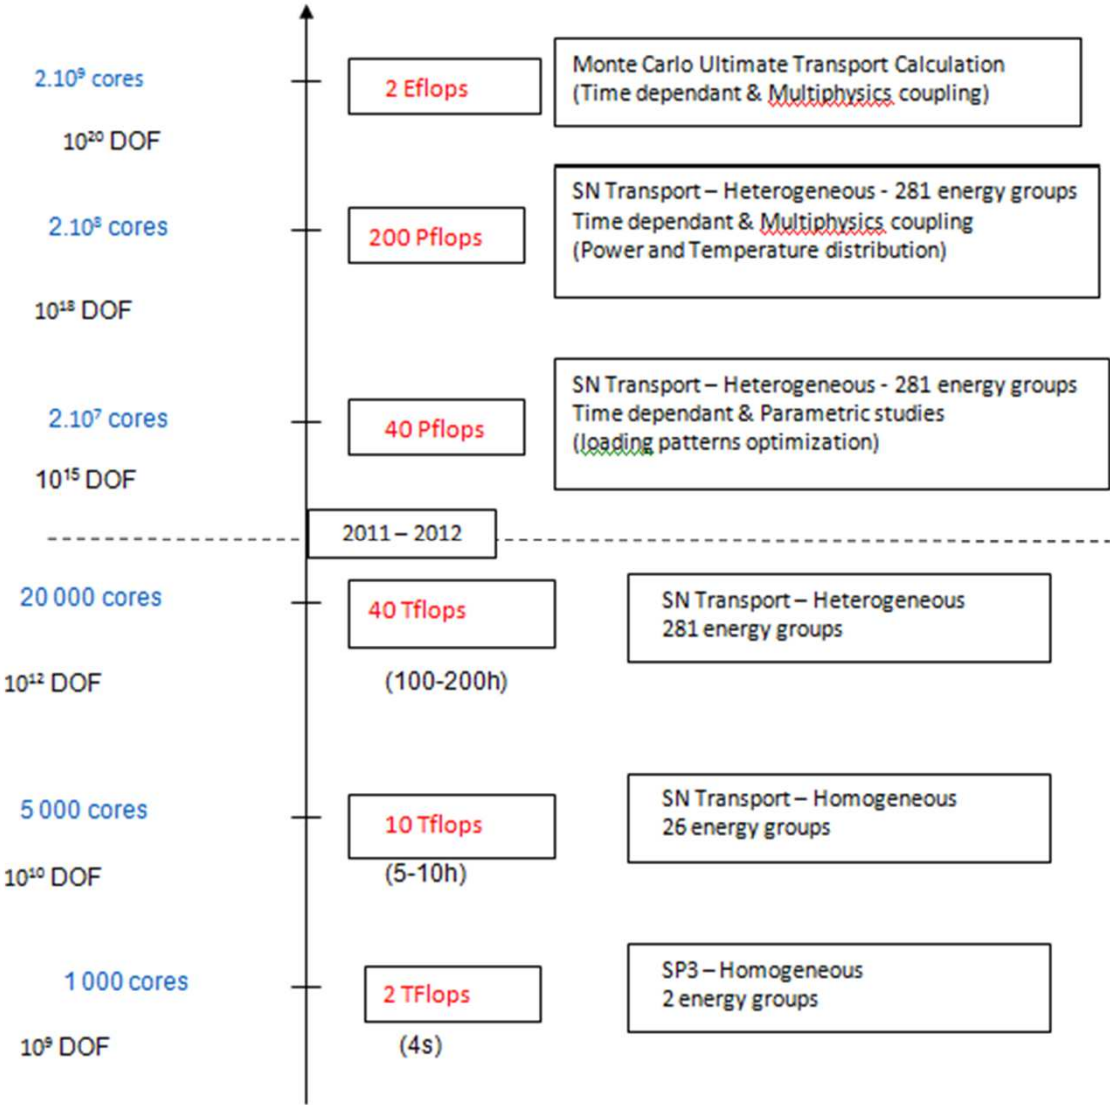 2.10⁹ cores
2 Eflops
Monte Carlo Ultimate Transport Calculation
(Time dependant & Multiphysics coupling)
10²⁰ DOF
2.10⁸ cores
200 Pflops
SN Transport – Heterogeneous - 281 energy groups
Time dependant & Multiphysics coupling
(Power and Temperature distribution)
10¹⁸ DOF
2.10⁷ cores
40 Pflops
SN Transport – Heterogeneous - 281 energy groups
Time dependant & Parametric studies
(loading patterns optimization)
10¹⁵ DOF
2011 – 2012
20 000 cores
40 Tflops
SN Transport – Heterogeneous
281 energy groups
10¹² DOF
(100-200h)
5 000 cores
10 Tflops
SN Transport – Homogeneous
26 energy groups
10¹⁰ DOF
(5-10h)
1 000 cores
2 TFlops
SP3 – Homogeneous
2 energy groups
10⁹ DOF
(4s)